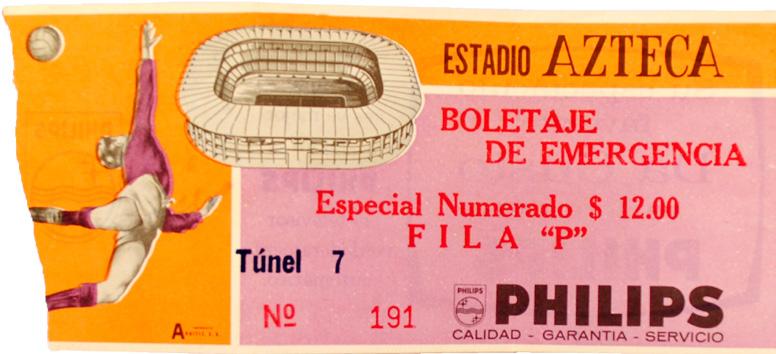 ESTADIO AZTECA
BOLETAJE
DE EMERGENCIA
Especial Numerado $ 12.00
FILA "P"
Túnel 7
Nº 191
PHILIPS
PHILIPS
CALIDAD - GARANTIA - SERVICIO